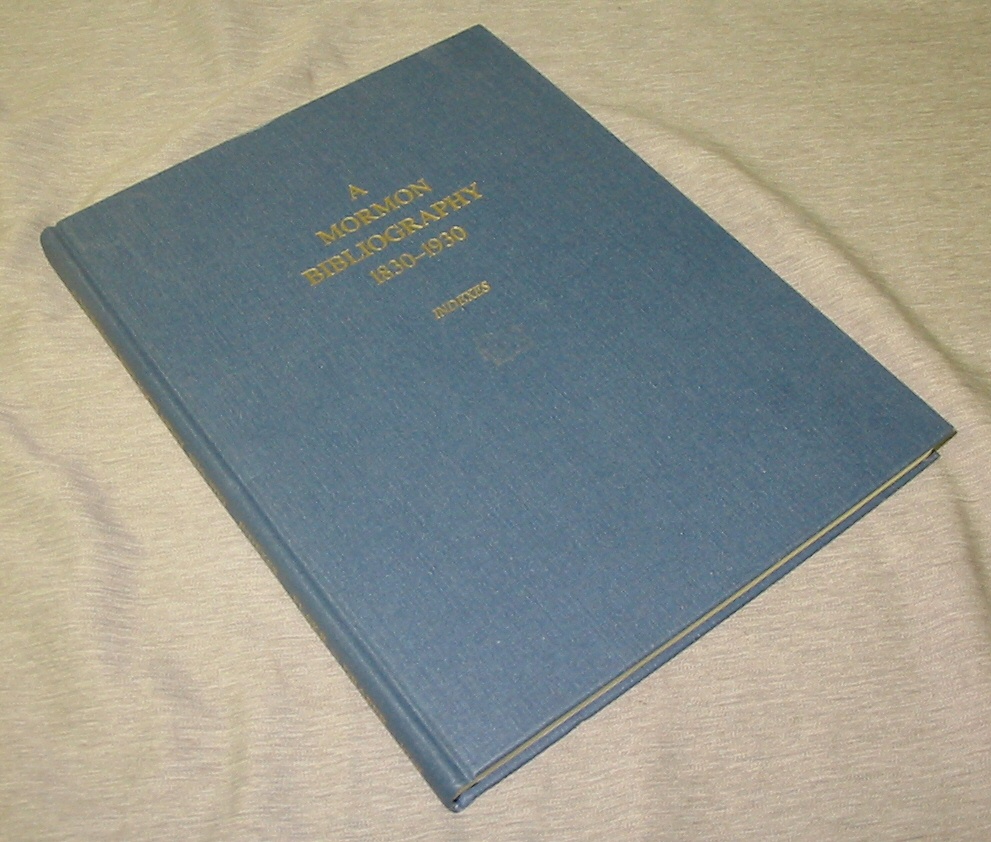 A
MORMON
BIBLIOGRAPHY
1830–1930
INDEXES